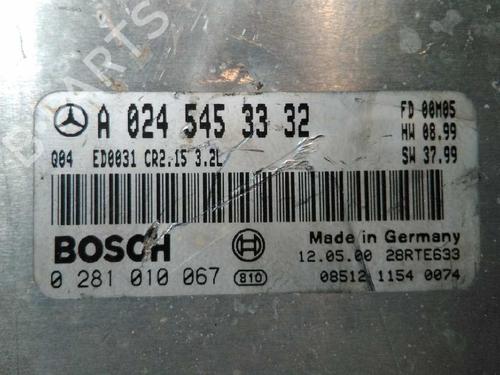 A 024 545 33 32
FD 00M05
HW 08.99
Q04 ED0031 CR2.15 3.2L
SW 37.99
BOSCH
Made in Germany
12.05.00 28RTE633
0 281 010 067 810
08512 1154 0074